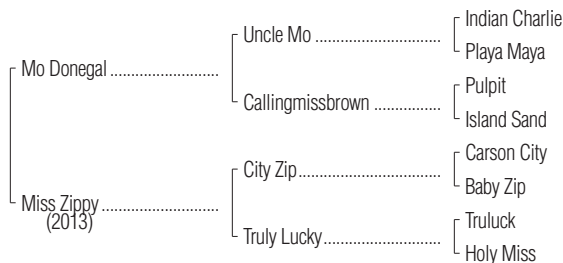 Indian Charlie
Uncle Mo ................................
Playa Maya
Mo Donegal ...........................
Pulpit
Callingmissbrown .................
Island Sand
Carson City
City Zip....................................
Baby Zip
Miss Zippy .............................
(2013)
Truluck
Truly Lucky.............................
Holy Miss